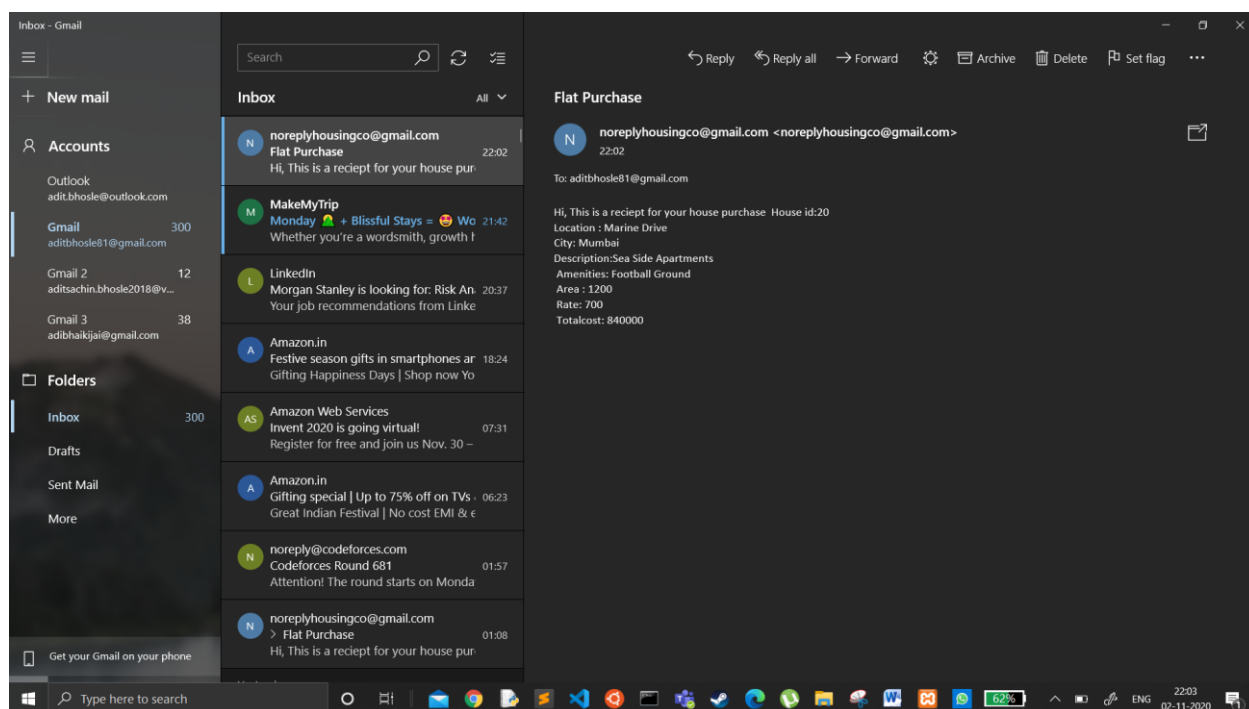 Inbox - Gmail
Search
Reply Reply all Forward Archive Delete Set flag
New mail
Inbox All
Flat Purchase
Accounts
Outlook
adit.bhosle@outlook.com
Gmail 300
aditbhosle81@gmail.com
Gmail 2 12
aditsachin.bhosle2018@v...
Gmail 3 38
adibhaikijai@gmail.com
Folders
Inbox 300
Drafts
Sent Mail
More
Get your Gmail on your phone
N
noreplyhousingco@gmail.com
Flat Purchase 22:02
Hi, This is a reciept for your house pur
M
MakeMyTrip
Monday 🤮 + Blissful Stays = 🤩 Wo 21:42
Whether you're a wordsmith, growth h
L
LinkedIn
Morgan Stanley is looking for: Risk An 20:37
Your job recommendations from Linke
A
Amazon.in
Festive season gifts in smartphones ar 18:24
Gifting Happiness Days | Shop now Yo
AS
Amazon Web Services
Invent 2020 is going virtual! 07:31
Register for free and join us Nov. 30 –
A
Amazon.in
Gifting special | Up to 75% off on TVs 06:23
Great Indian Festival | No cost EMI & e
N
noreply@codeforces.com
Codeforces Round 681 01:57
Attention! The round starts on Monda
N
noreplyhousingco@gmail.com
> Flat Purchase 01:08
Hi, This is a reciept for your house pur
N
noreplyhousingco@gmail.com <noreplyhousingco@gmail.com>
22:02
To: aditbhosle81@gmail.com
Hi, This is a reciept for your house purchase House id:20
Location : Marine Drive
City: Mumbai
Description:Sea Side Apartments
Amenities: Football Ground
Area : 1200
Rate: 700
Totalcost: 840000
Type here to search
62%
ENG
22:03
02-11-2020